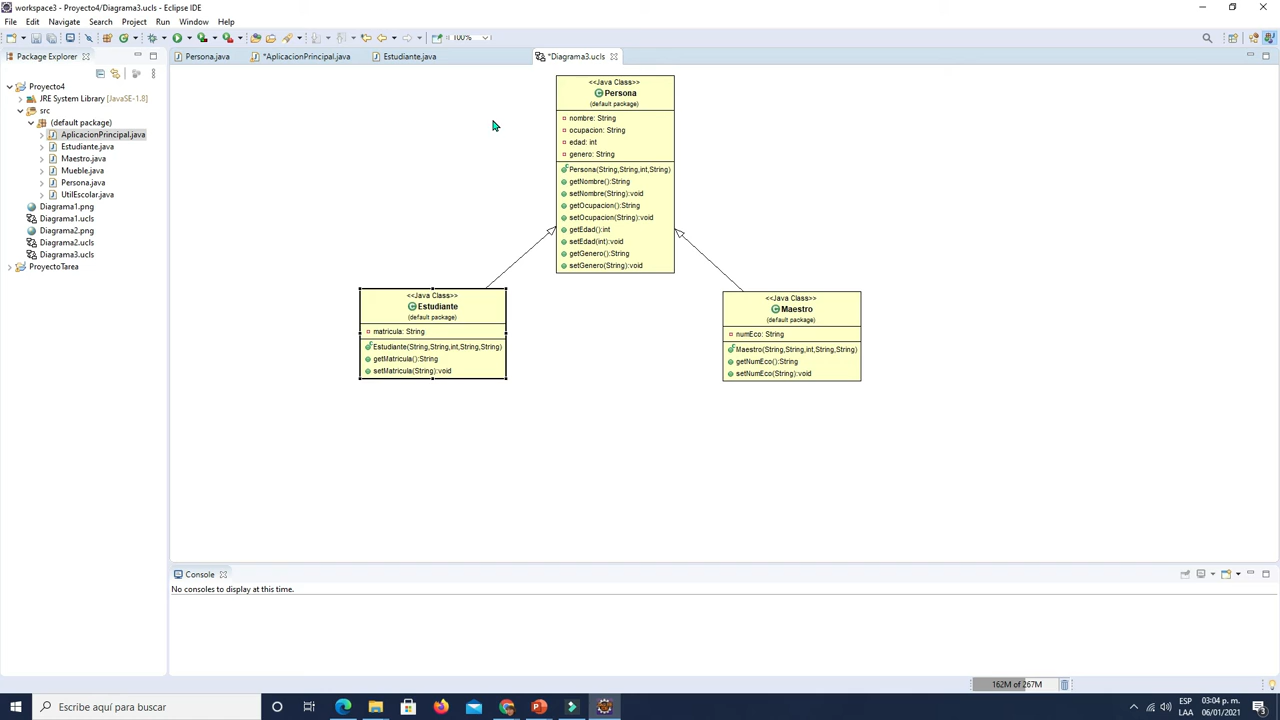 workspace3 - Proyecto4/Diagrama3.ucls - Eclipse IDE
File Edit Navigate Search Project Run Window Help
100%
Package Explorer
Persona.java
*AplicacionPrincipal.java
Estudiante.java
*Diagrama3.ucls
Proyecto4
JRE System Library [JavaSE-1.8]
src
(default package)
AplicacionPrincipal.java
Estudiante.java
Maestro.java
Mueble.java
Persona.java
UtilEscolar.java
Diagrama1.png
Diagrama1.ucls
Diagrama2.png
Diagrama2.ucls
Diagrama3.ucls
ProyectoTarea
<<Java Class>>
Persona
(default package)
nombre: String
ocupacion: String
edad: int
genero: String
Persona(String,String,int,String)
getNombre():String
setNombre(String):void
getOcupacion():String
setOcupacion(String):void
getEdad():int
setEdad(int):void
getGenero():String
setGenero(String):void
<<Java Class>>
Estudiante
(default package)
matricula: String
Estudiante(String,String,int,String,String)
getMatricula():String
setMatricula(String):void
<<Java Class>>
Maestro
(default package)
numEco: String
Maestro(String,String,int,String,String)
getNumEco():String
setNumEco(String):void
Console
No consoles to display at this time.
162M of 267M
Escribe aquí para buscar
ESP
LAA
03:04 p. m.
06/01/2021